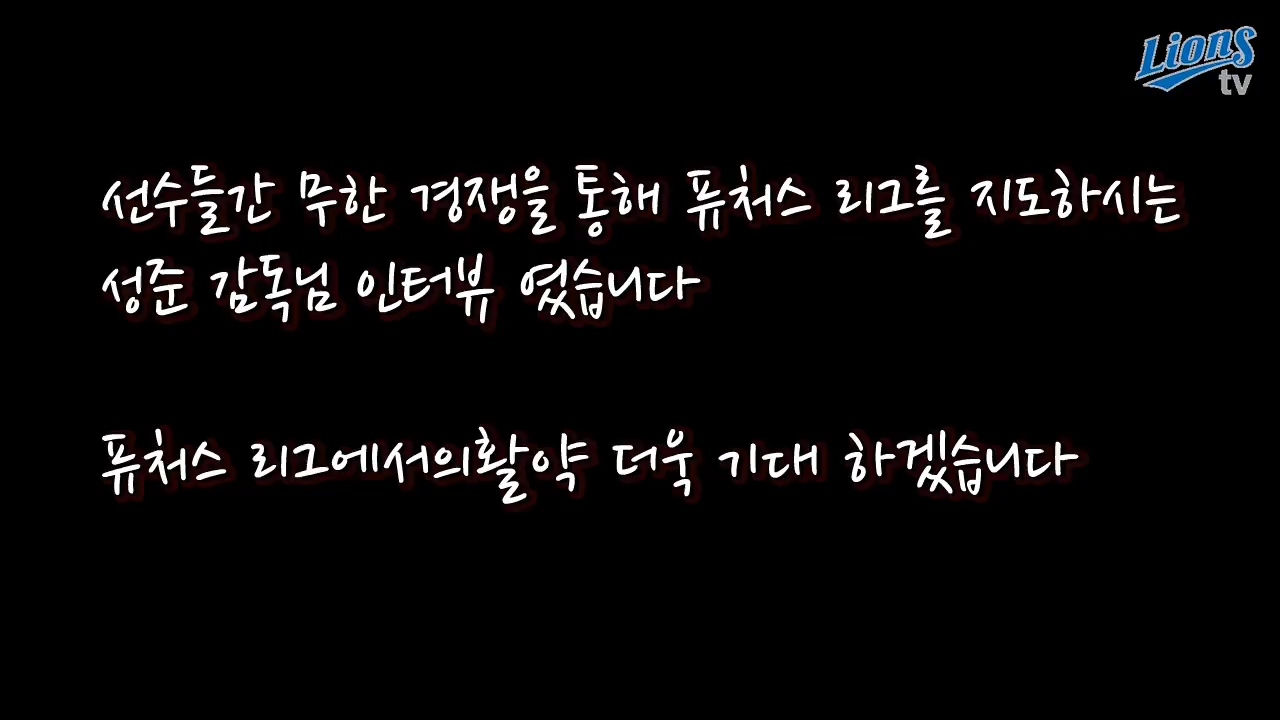 Lions
tv
선수들간 무한 경쟁을 통해 퓨처스 리그를 지도하시는
성준 감독님 인터뷰 였습니다
퓨처스 리그에서의활약 더욱 기대 하겠습니다